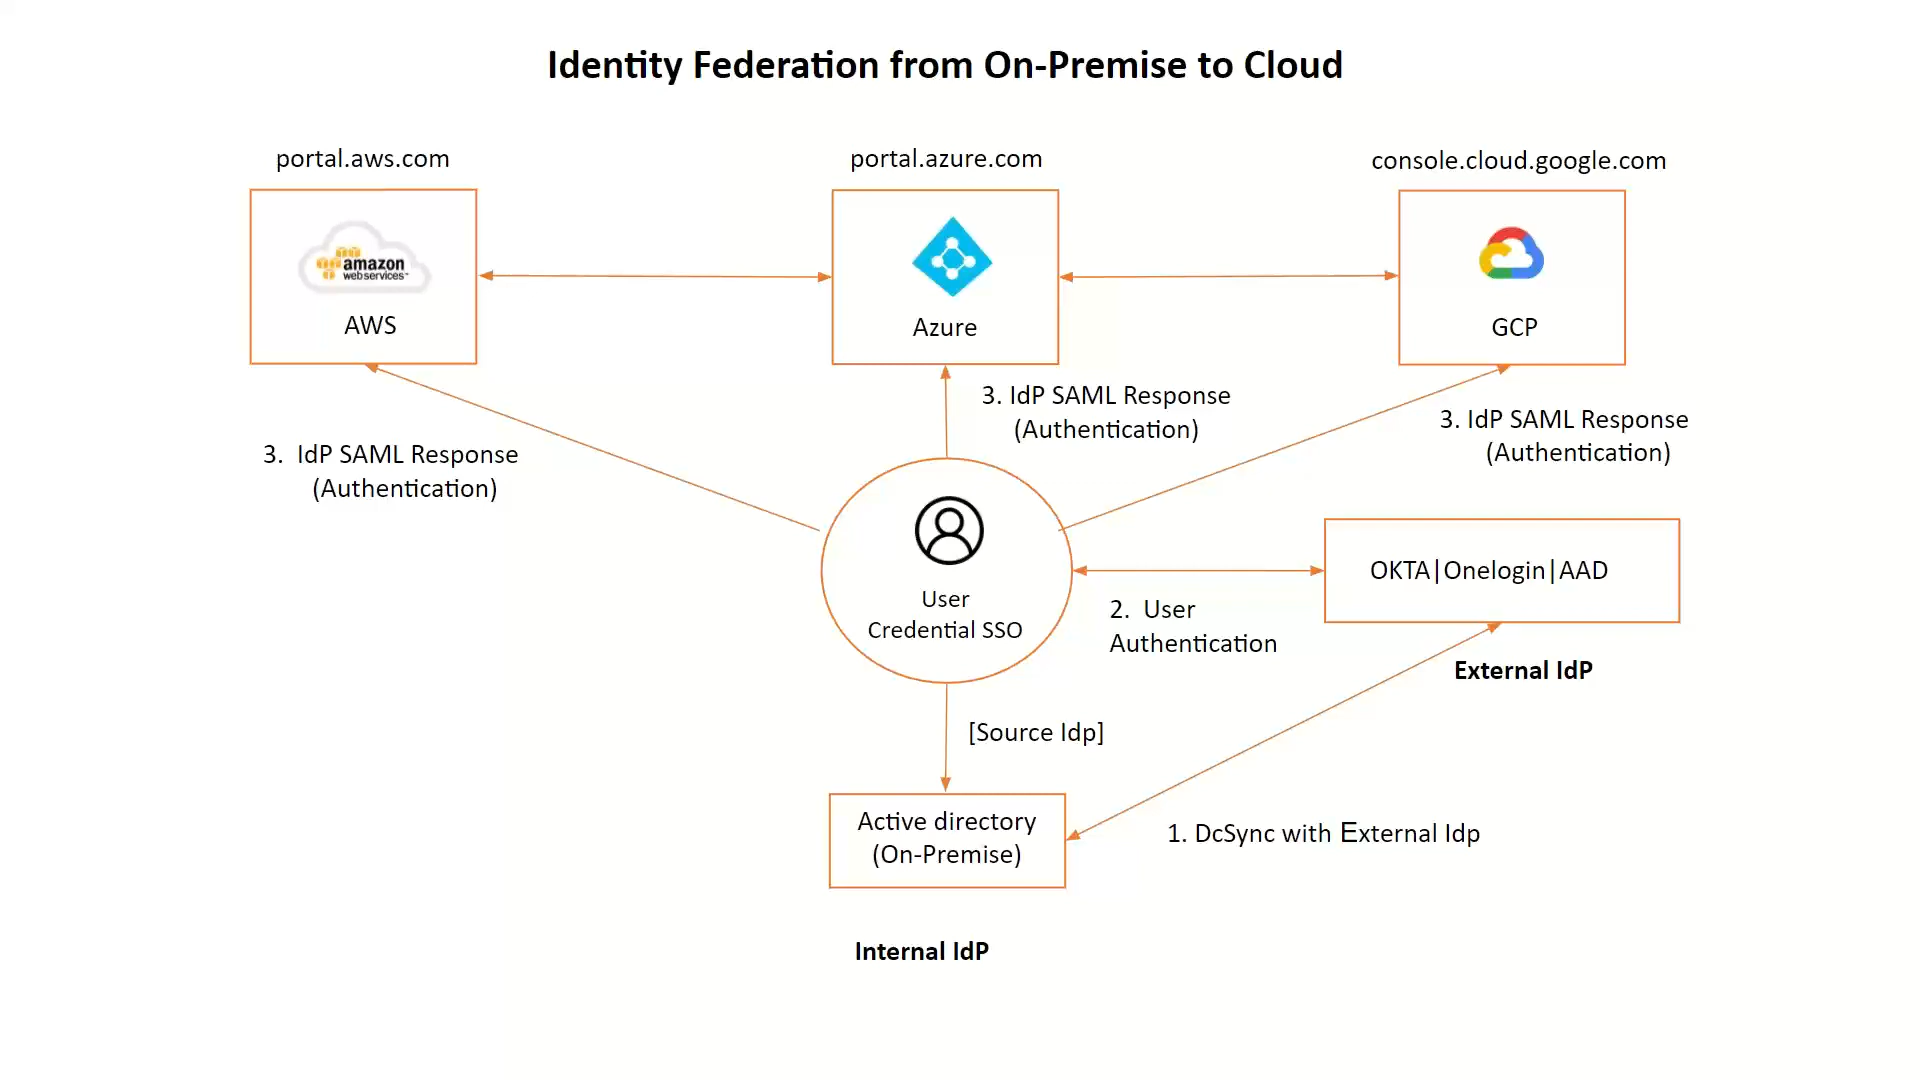 Identity Federation from On-Premise to Cloud
portal.aws.com
portal.azure.com
console.cloud.google.com
amazon
webservices™
AWS
Azure
GCP
3. IdP SAML Response
(Authentication)
3. IdP SAML Response
(Authentication)
3. IdP SAML Response
(Authentication)
User
Credential SSO
2. User
Authentication
OKTA|Onelogin|AAD
External IdP
[Source Idp]
Active directory
(On-Premise)
1. DcSync with External Idp
Internal IdP